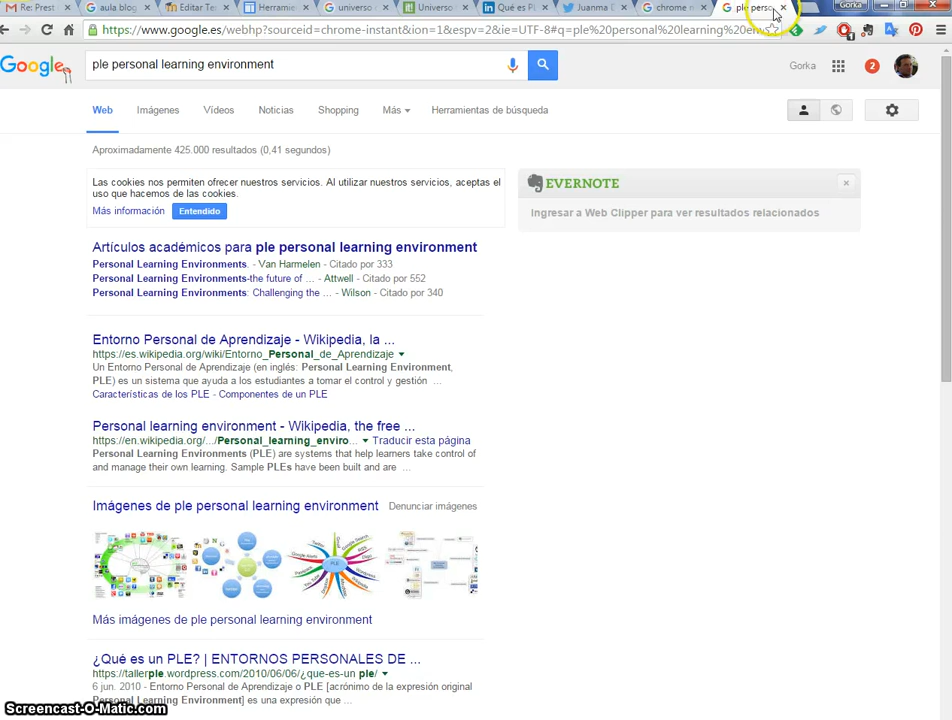 Re: Prest
aula blog
Editar Te
Herramie
universo
Universo
Qué es PL
Juanma D
chrome
ple perso
Gorka
https://www.google.es/webhp?sourceid=chrome-instant&ion=1&espv=2&ie=UTF-8#q=ple%20personal%20learning%20
Google
ple personal learning environment
Gorka
2
Web Imágenes Vídeos Noticias Shopping Más Herramientas de búsqueda
Aproximadamente 425.000 resultados (0,41 segundos)
Las cookies nos permiten ofrecer nuestros servicios. Al utilizar nuestros servicios, aceptas el
uso que hacemos de las cookies.
Más información Entendido
EVERNOTE
Ingresar a Web Clipper para ver resultados relacionados
Artículos académicos para ple personal learning environment
Personal Learning Environments. - Van Harmelen - Citado por 333
Personal Learning Environments-the future of ... - Attwell - Citado por 552
Personal Learning Environments: Challenging the ... - Wilson - Citado por 340
Entorno Personal de Aprendizaje - Wikipedia, la ...
https://es.wikipedia.org/wiki/Entorno_Personal_de_Aprendizaje
Un Entorno Personal de Aprendizaje (en inglés: Personal Learning Environment,
PLE) es un sistema que ayuda a los estudiantes a tomar el control y gestión ...
Características de los PLE - Componentes de un PLE
Personal learning environment - Wikipedia, the free ...
https://en.wikipedia.org/.../Personal_learning_enviro... Traducir esta página
Personal Learning Environments (PLE) are systems that help learners take control of
and manage their own learning. Sample PLEs have been built and are ...
Imágenes de ple personal learning environment Denunciar imágenes
PLE
Más imágenes de ple personal learning environment
¿Qué es un PLE? | ENTORNOS PERSONALES DE ...
https://tallerple.wordpress.com/2010/06/06/¿que-es-un ple/
6 jun. 2010 - Entorno Personal de Aprendizaje o PLE [acrónimo de la expresión original
Personal Learning Environment] es una expresión que ...
Screencast-O-Matic.com